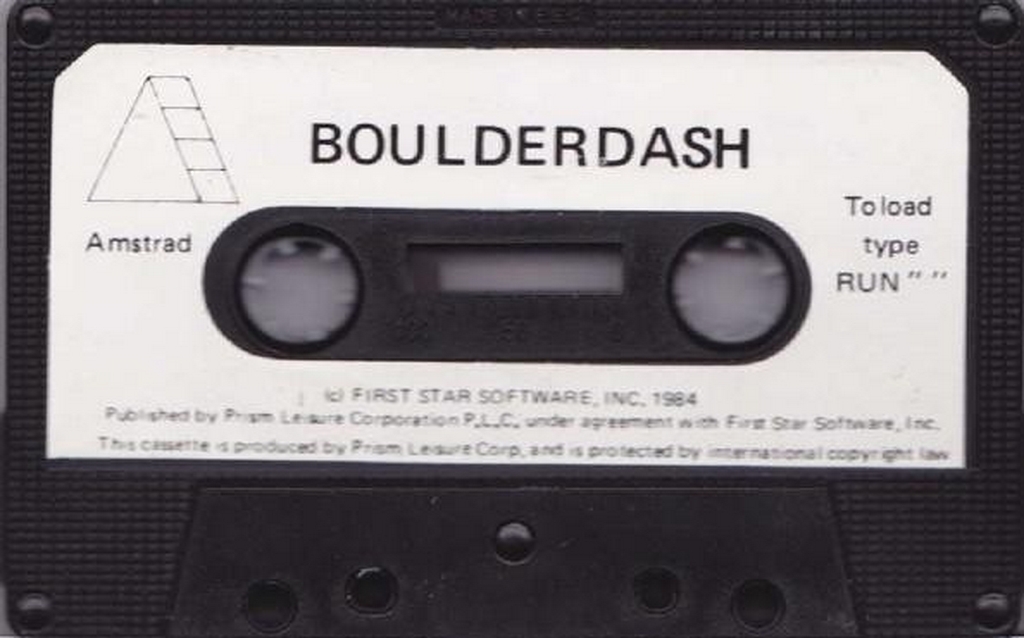 BOULDERDASH
Amstrad
To load
type
RUN " "
(c) FIRST STAR SOFTWARE, INC, 1984
Published by Prism Leisure Corporation P.L.C. under agreement with First Star Software, Inc.
This cassette is produced by Prism Leisure Corp, and is protected by international copyright law